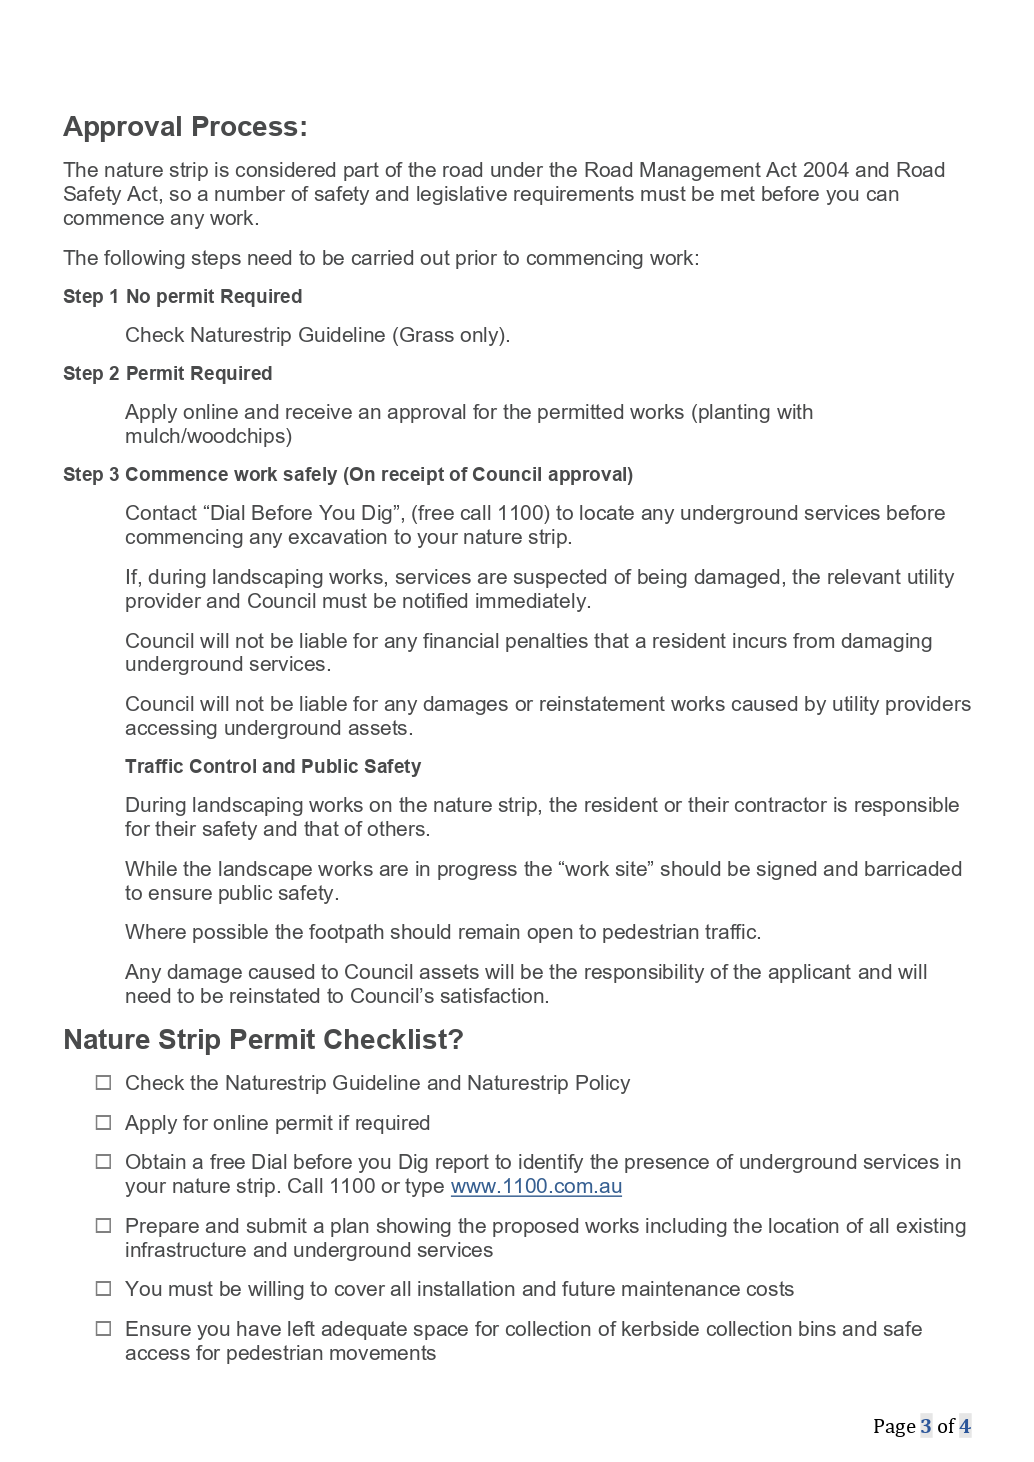 Approval Process:
The nature strip is considered part of the road under the Road Management Act 2004 and Road
Safety Act, so a number of safety and legislative requirements must be met before you can
commence any work.
The following steps need to be carried out prior to commencing work:
Step 1 No permit Required
Check Naturestrip Guideline (Grass only).
Step 2 Permit Required
Apply online and receive an approval for the permitted works (planting with
mulch/woodchips)
Step 3 Commence work safely (On receipt of Council approval)
Contact “Dial Before You Dig”, (free call 1100) to locate any underground services before
commencing any excavation to your nature strip.
If, during landscaping works, services are suspected of being damaged, the relevant utility
provider and Council must be notified immediately.
Council will not be liable for any financial penalties that a resident incurs from damaging
underground services.
Council will not be liable for any damages or reinstatement works caused by utility providers
accessing underground assets.
Traffic Control and Public Safety
During landscaping works on the nature strip, the resident or their contractor is responsible
for their safety and that of others.
While the landscape works are in progress the “work site” should be signed and barricaded
to ensure public safety.
Where possible the footpath should remain open to pedestrian traffic.
Any damage caused to Council assets will be the responsibility of the applicant and will
need to be reinstated to Council’s satisfaction.
Nature Strip Permit Checklist?
☐ Check the Naturestrip Guideline and Naturestrip Policy
☐ Apply for online permit if required
☐ Obtain a free Dial before you Dig report to identify the presence of underground services in
your nature strip. Call 1100 or type www.1100.com.au
☐ Prepare and submit a plan showing the proposed works including the location of all existing
infrastructure and underground services
☐ You must be willing to cover all installation and future maintenance costs
☐ Ensure you have left adequate space for collection of kerbside collection bins and safe
access for pedestrian movements
Page 3 of 4